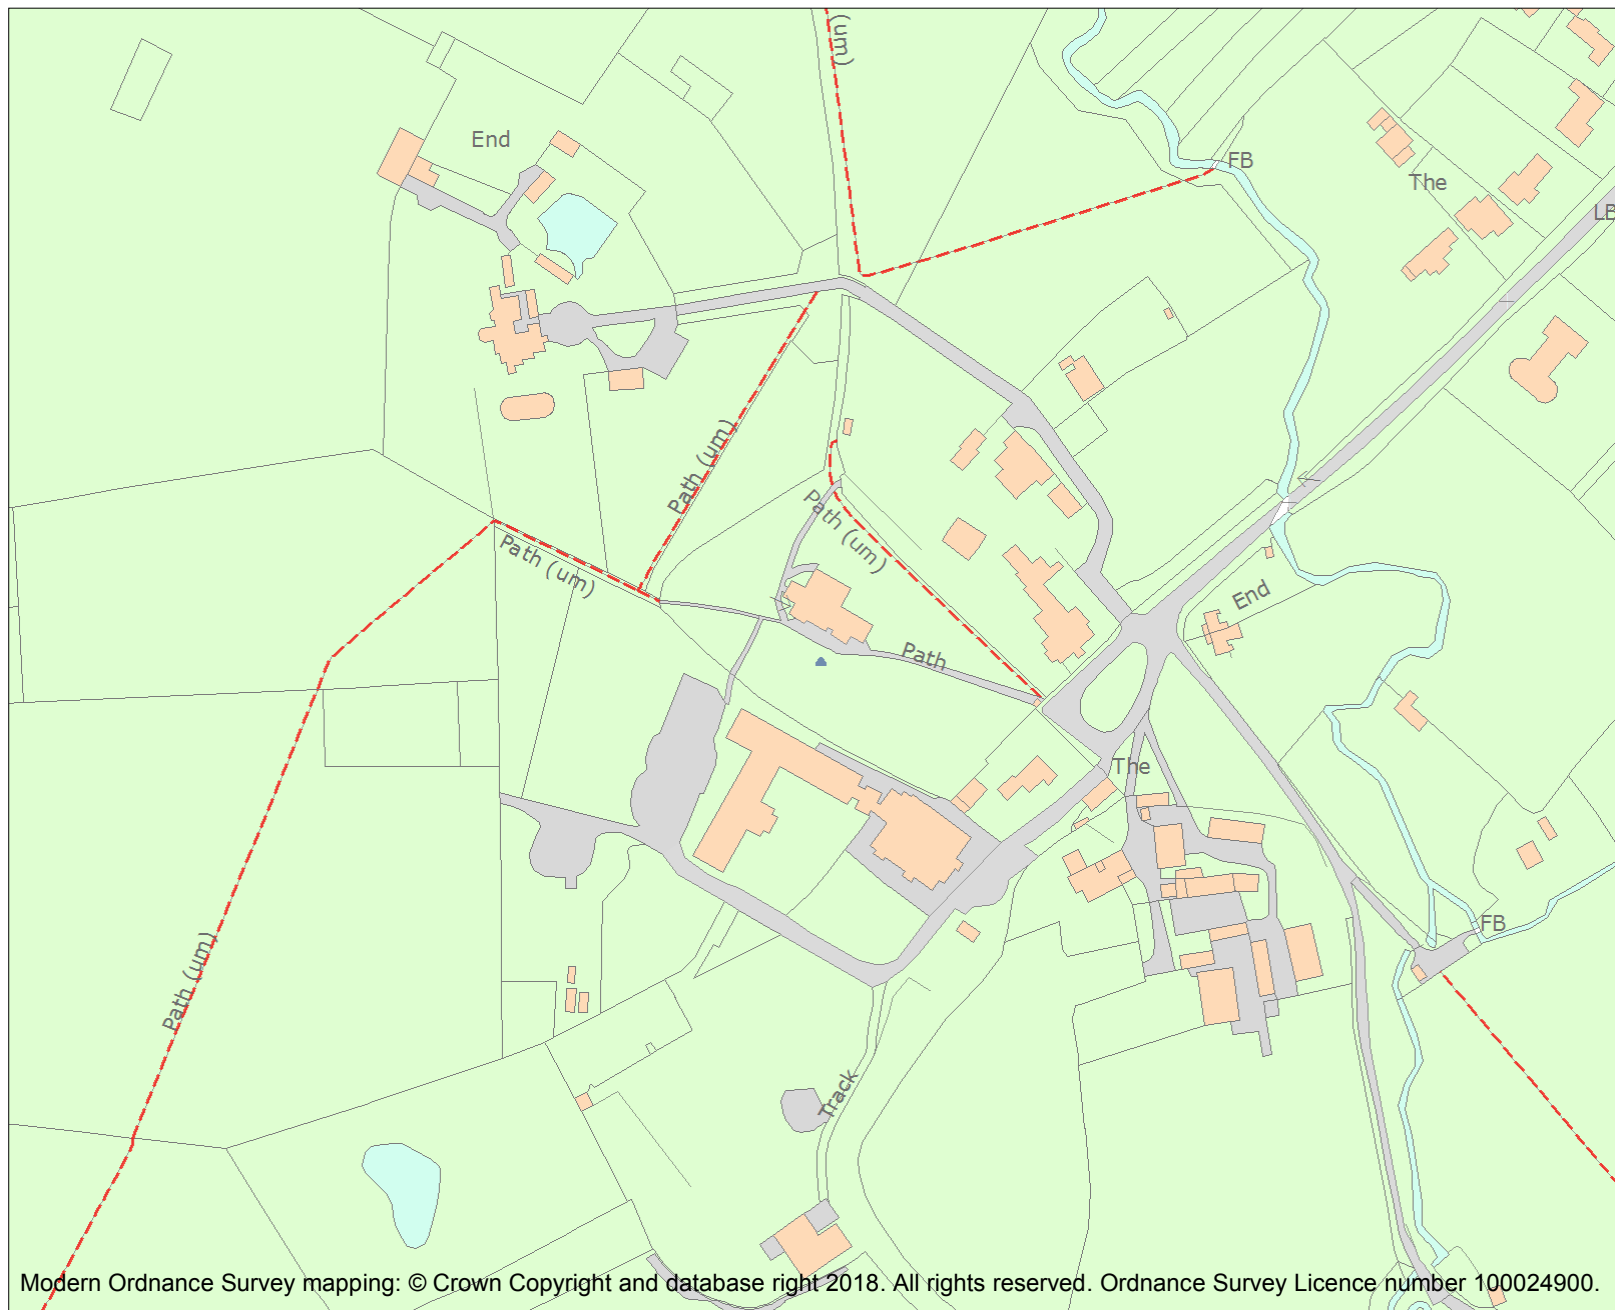 (um)
End
FB
The
LB
Path (um)
Path (um)
Path (um)
End
Path
The
FB
Path (um)
Track
Modern Ordnance Survey mapping: © Crown Copyright and database right 2018. All rights reserved. Ordnance Survey Licence number 100024900.